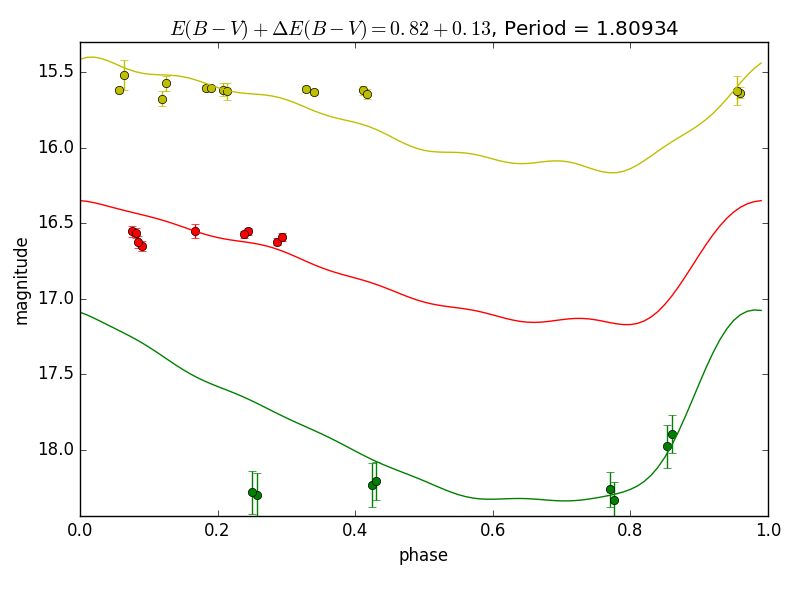 E(B − V) + ΔE(B − V) = 0.82 + 0.13, Period = 1.80934
15.5
16.0
16.5
17.0
17.5
18.0
magnitude
0.0 0.2 0.4 0.6 0.8 1.0
phase